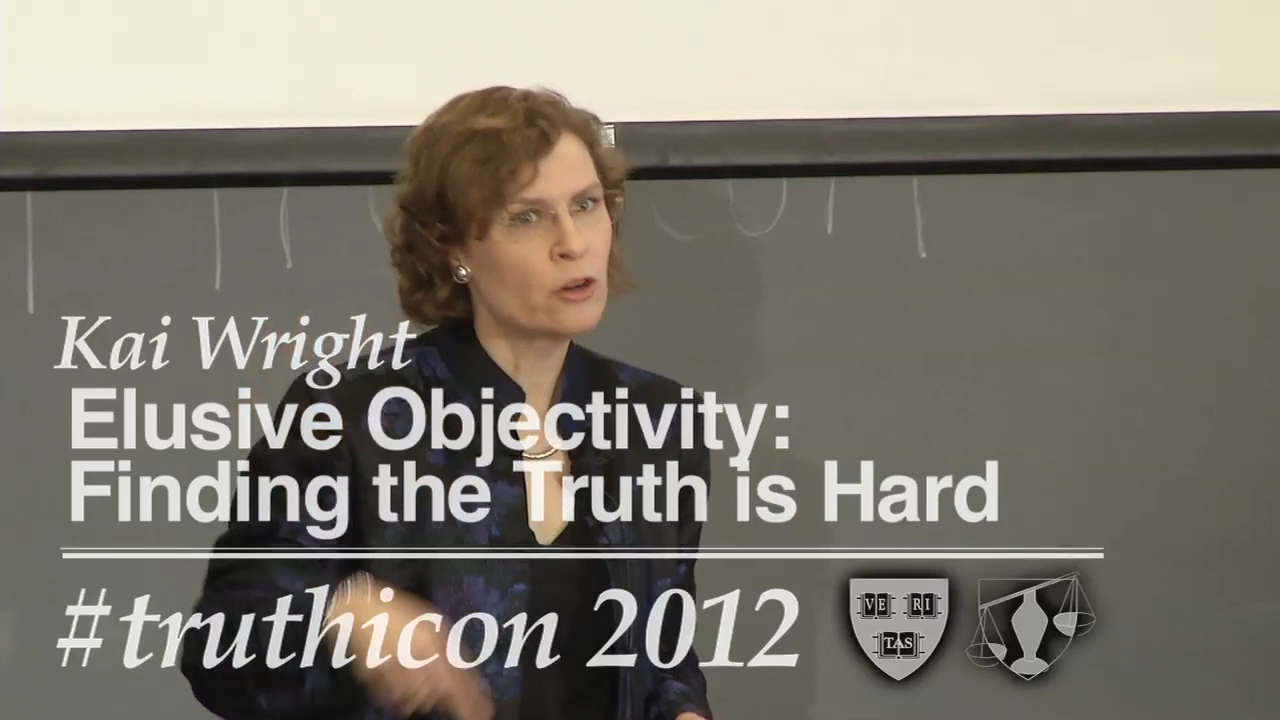 Kai Wright
Elusive Objectivity:
Finding the Truth is Hard
#truthicon 2012
VE RI
TAS